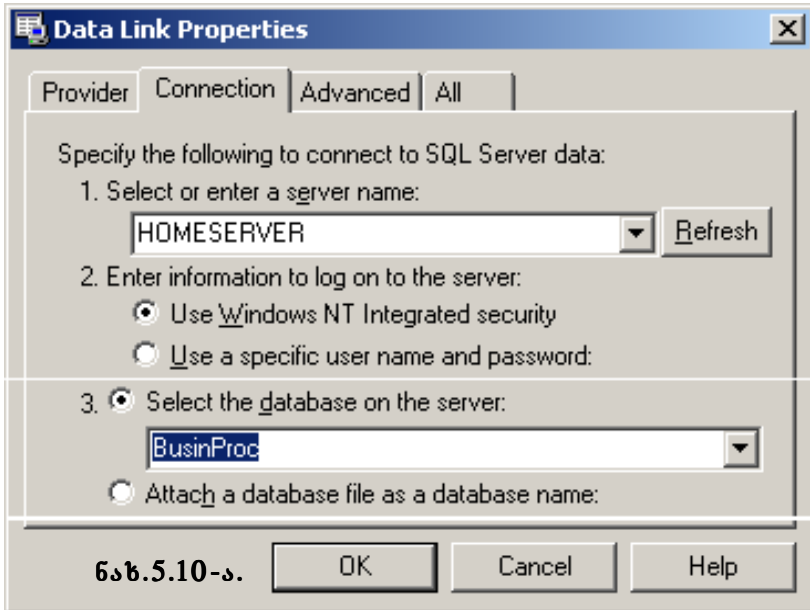 Data Link Properties
Provider Connection Advanced All
Specify the following to connect to SQL Server data:
1. Select or enter a server name:
HOMESERVER Refresh
2. Enter information to log on to the server:
Use Windows NT Integrated security
Use a specific user name and password:
3. Select the database on the server:
BusinProc
Attach a database file as a database name:
ნახ.5.10-ა. OK Cancel Help